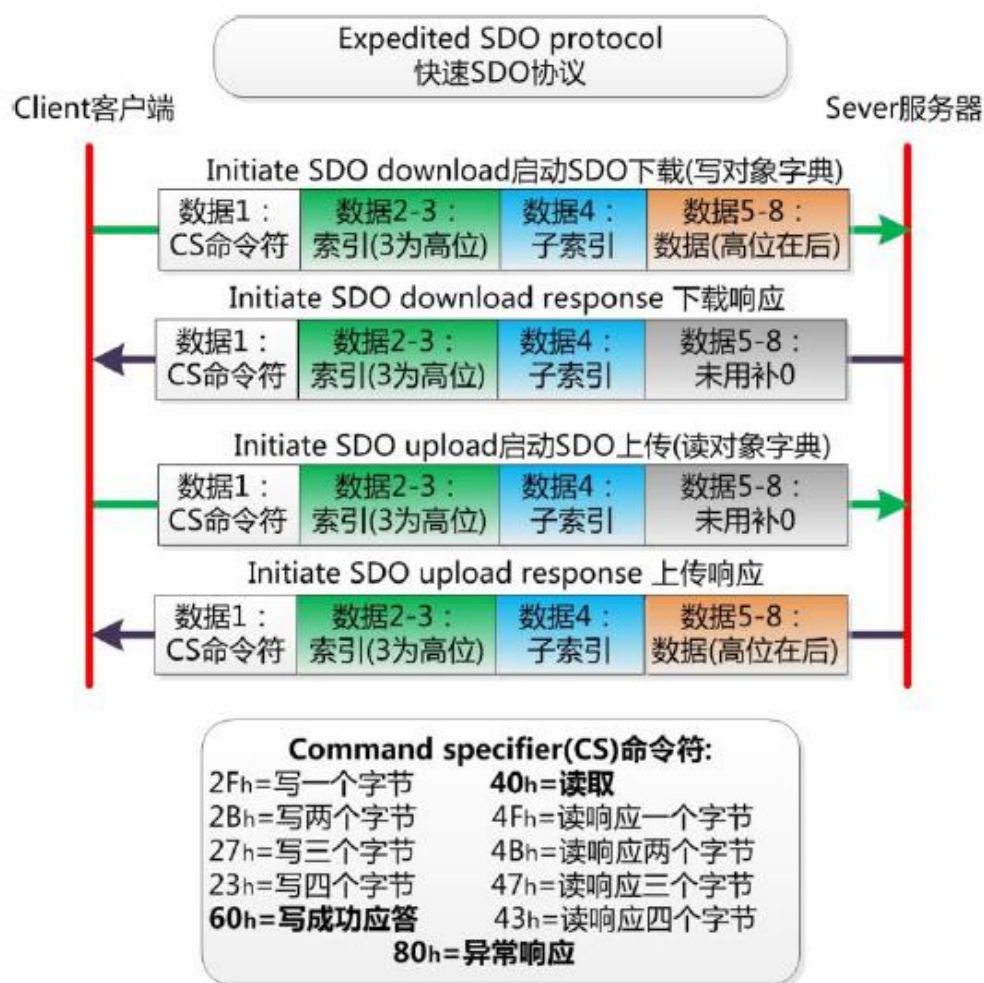 Expedited SDO protocol
快速SDO协议
Client客户端
Sever服务器
Initiate SDO download启动SDO下载(写对象字典)
数据1：
CS命令符
数据2-3：
索引(3为高位)
数据4：
子索引
数据5-8：
数据(高位在后)
Initiate SDO download response 下载响应
数据1：
CS命令符
数据2-3：
索引(3为高位)
数据4：
子索引
数据5-8：
未用补0
Initiate SDO upload启动SDO上传(读对象字典)
数据1：
CS命令符
数据2-3：
索引(3为高位)
数据4：
子索引
数据5-8：
未用补0
Initiate SDO upload response 上传响应
数据1：
CS命令符
数据2-3：
索引(3为高位)
数据4：
子索引
数据5-8：
数据(高位在后)
Command specifier(CS)命令符:
2Fh=写一个字节 40h=读取
2Bh=写两个字节 4Fh=读响应一个字节
27h=写三个字节 4Bh=读响应两个字节
23h=写四个字节 47h=读响应三个字节
60h=写成功应答 43h=读响应四个字节
80h=异常响应